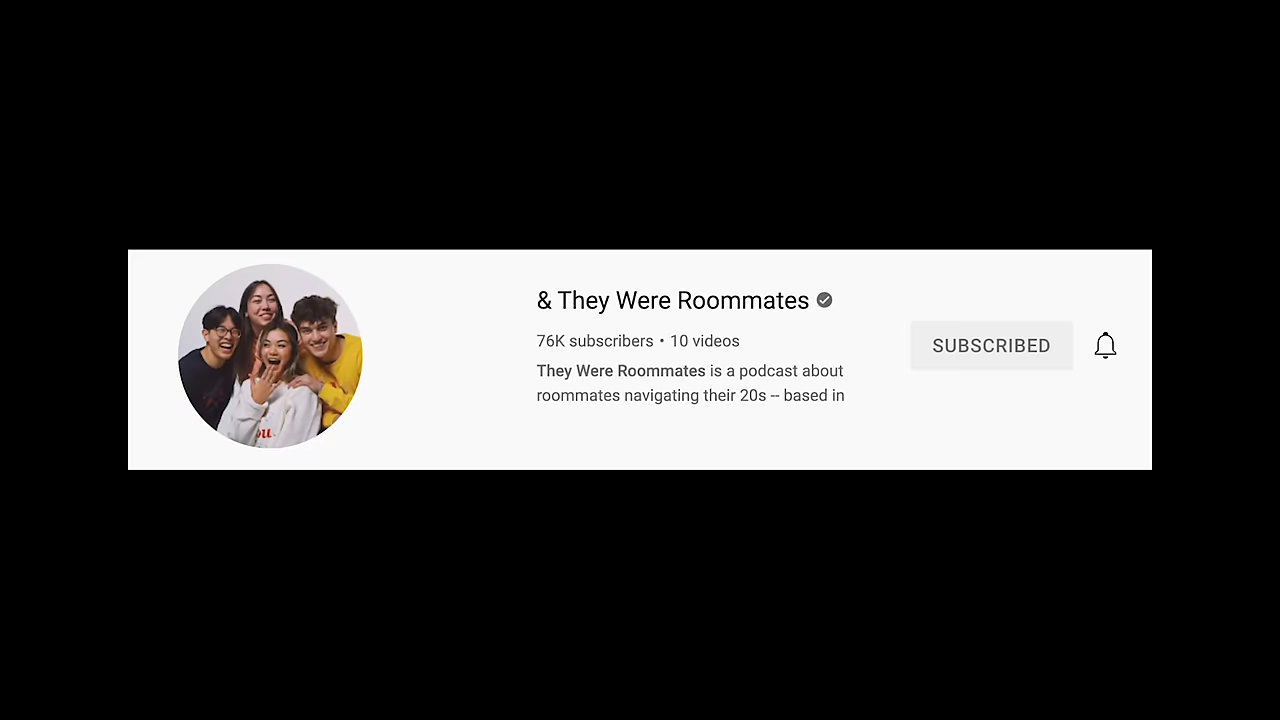 & They Were Roommates
76K subscribers • 10 videos
They Were Roommates is a podcast about
roommates navigating their 20s -- based in
SUBSCRIBED
ou.